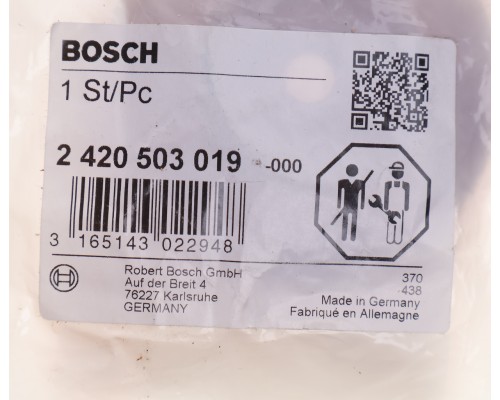 BOSCH
1 St/Pc
2 420 503 019 -000
3 165143 022948
Robert Bosch GmbH
Auf der Breit 4
76227 Karlsruhe
GERMANY
370
438
Made in Germany
Fabriqué en Allemagne